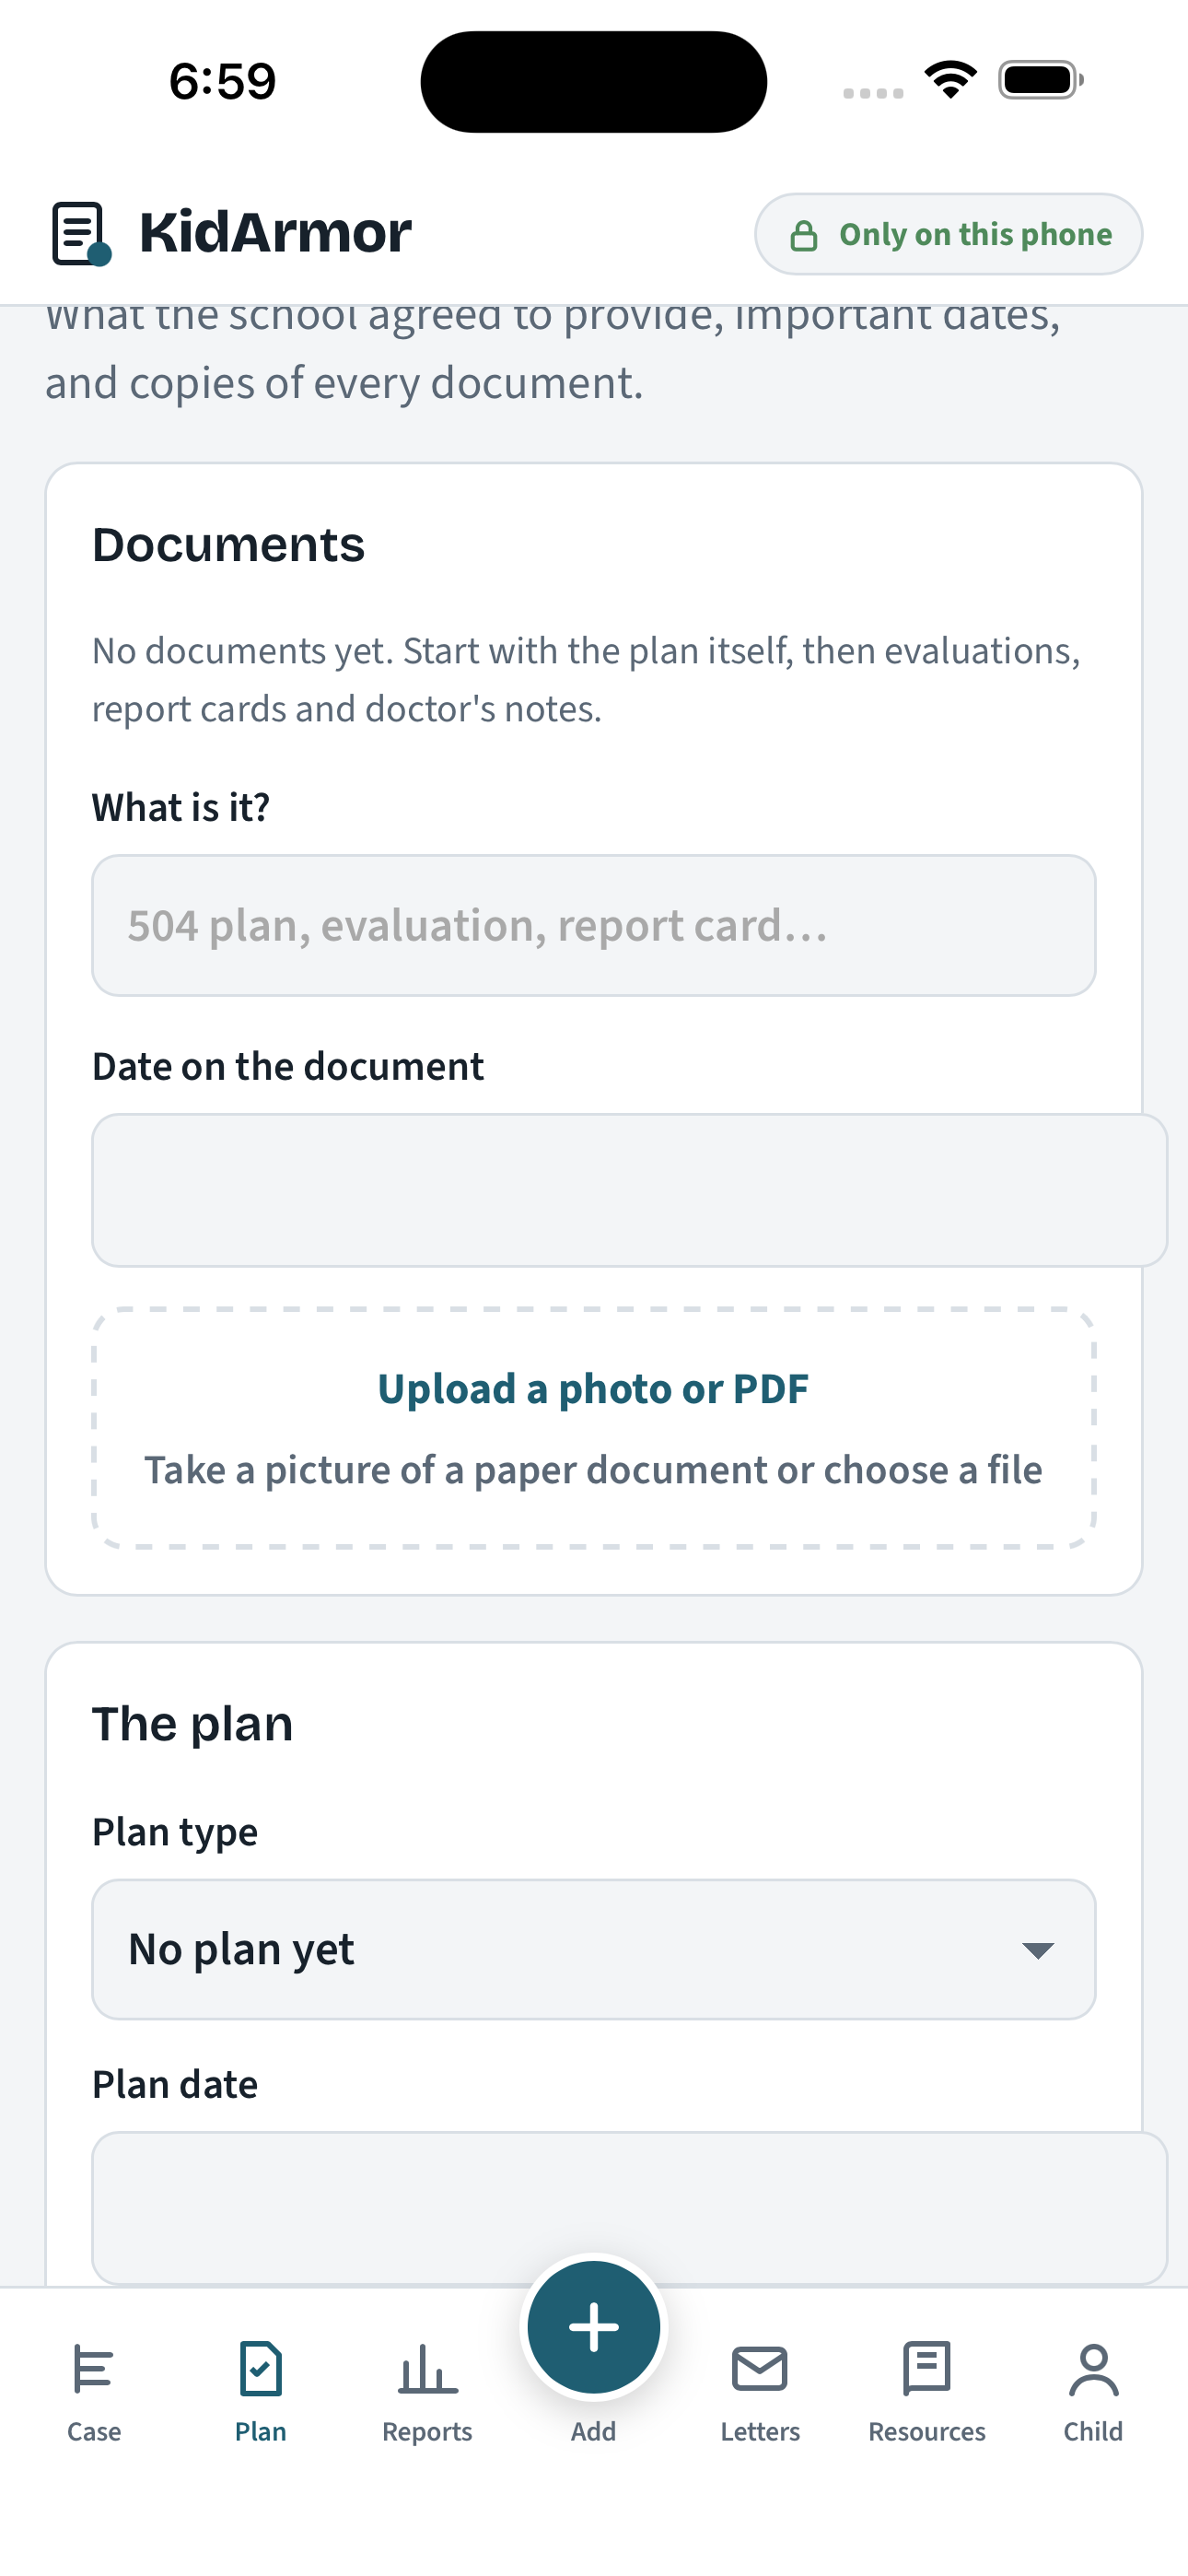 6:59
KidArmor
Only on this phone
What the school agreed to provide, important dates,
and copies of every document.
Documents
No documents yet. Start with the plan itself, then evaluations,
report cards and doctor's notes.
What is it?
504 plan, evaluation, report card…
Date on the document
Upload a photo or PDF
Take a picture of a paper document or choose a file
The plan
Plan type
No plan yet
Plan date
Case
Plan
Reports
Add
Letters
Resources
Child